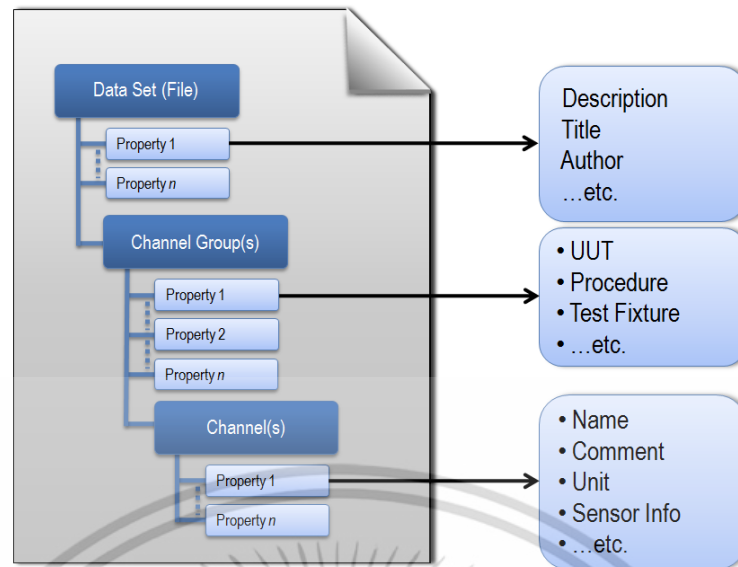 Data Set (File)
Property 1
Property n
Channel Group(s)
Property 1
Property 2
Property n
Channel(s)
Property 1
Property n
Description
Title
Author
...etc.
• UUT
• Procedure
• Test Fixture
• ...etc.
• Name
• Comment
• Unit
• Sensor Info
• ...etc.